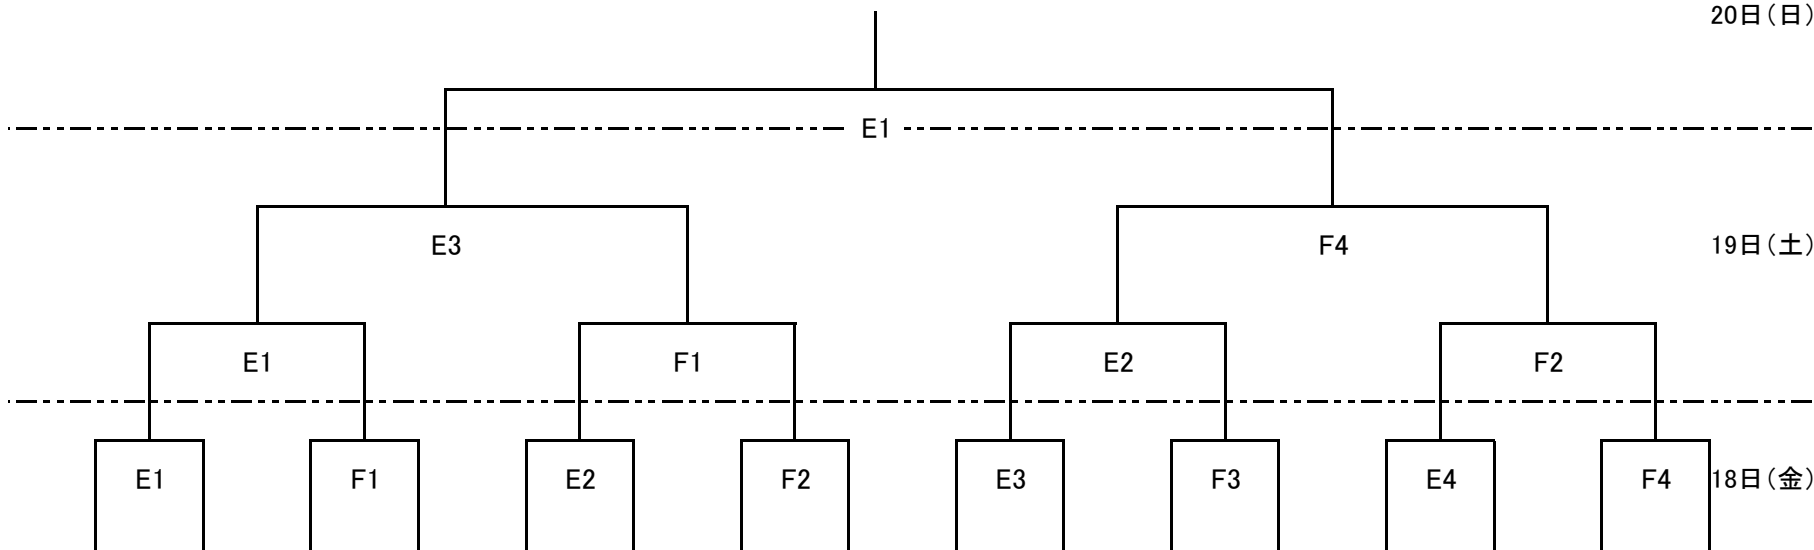 20日(日)
E1
E3 F4 19日(土)
E1 F1 E2 F2
E1 F1 E2 F2 E3 F3 E4 F4 18日(金)